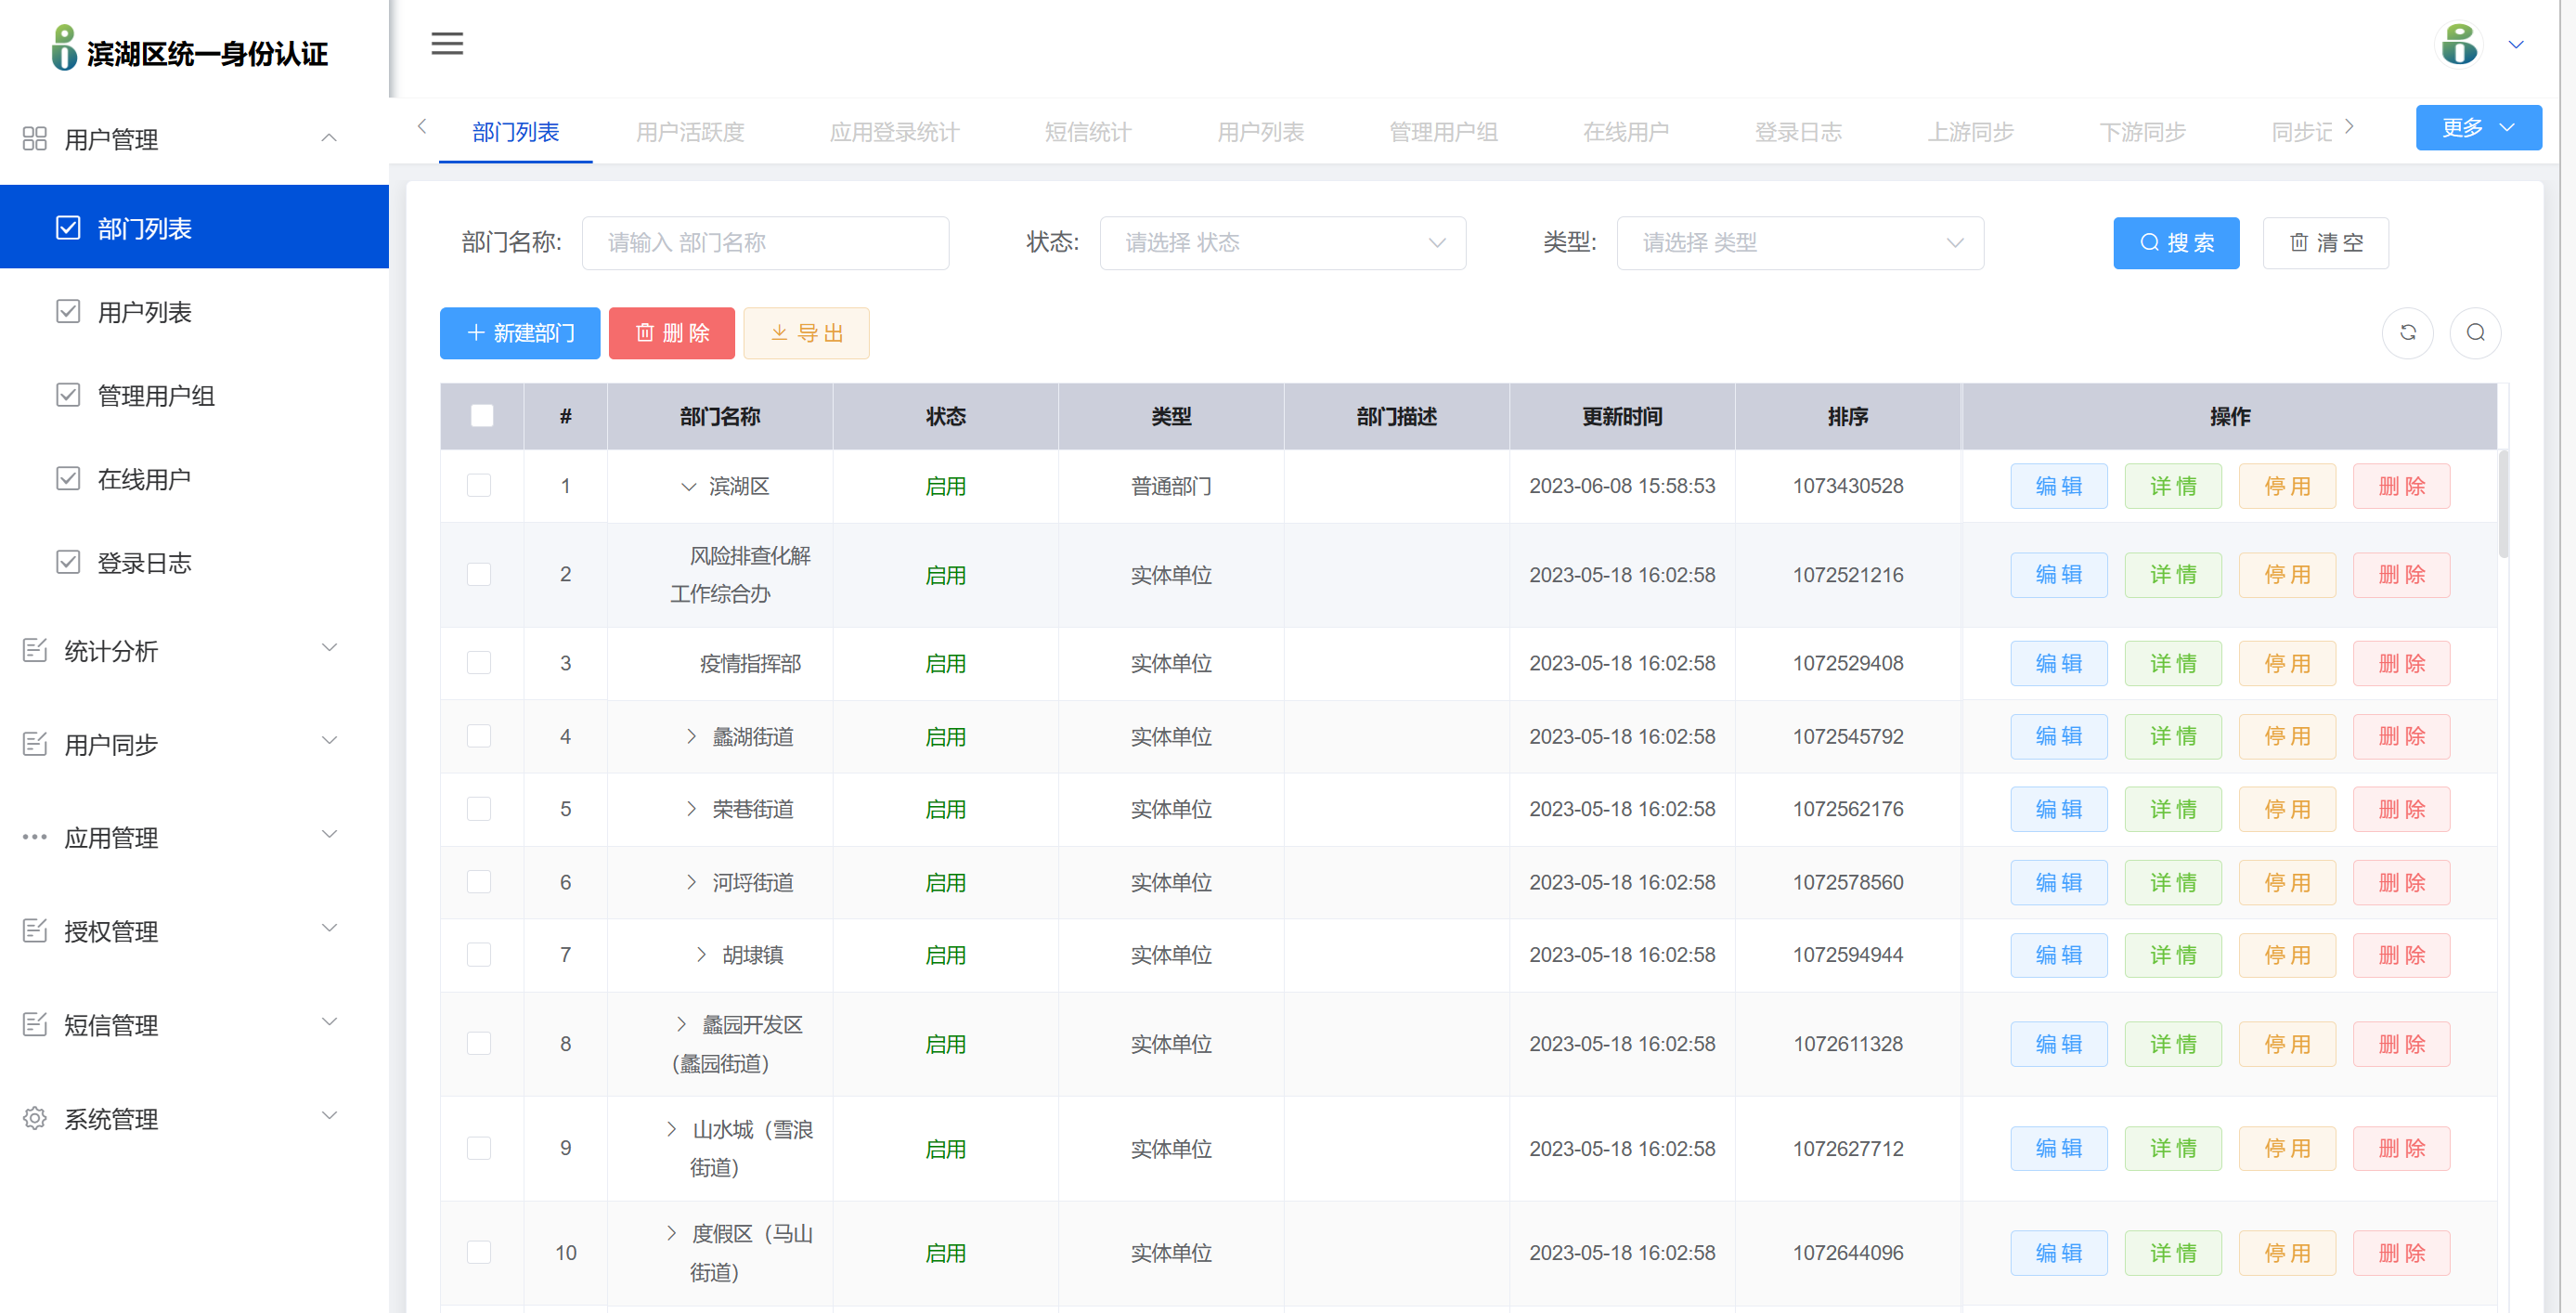 滨湖区统一身份认证
用户管理
部门列表
用户列表
管理用户组
在线用户
登录日志
统计分析
用户同步
应用管理
授权管理
短信管理
系统管理
部门列表 用户活跃度 应用登录统计 短信统计 用户列表 管理用户组 在线用户 登录日志 上游同步 下游同步 同步记 更多
部门名称: 请输入 部门名称 状态: 请选择 状态 类型: 请选择 类型 搜 索 清 空
新建部门 删 除 导 出
# 部门名称 状态 类型 部门描述 更新时间 排序 操作
1 滨湖区 启用 普通部门 2023-06-08 15:58:53 1073430528 编 辑 详 情 停 用 删 除
2 风险排查化解
工作综合办 启用 实体单位 2023-05-18 16:02:58 1072521216 编 辑 详 情 停 用 删 除
3 疫情指挥部 启用 实体单位 2023-05-18 16:02:58 1072529408 编 辑 详 情 停 用 删 除
4 蠡湖街道 启用 实体单位 2023-05-18 16:02:58 1072545792 编 辑 详 情 停 用 删 除
5 荣巷街道 启用 实体单位 2023-05-18 16:02:58 1072562176 编 辑 详 情 停 用 删 除
6 河埒街道 启用 实体单位 2023-05-18 16:02:58 1072578560 编 辑 详 情 停 用 删 除
7 胡埭镇 启用 实体单位 2023-05-18 16:02:58 1072594944 编 辑 详 情 停 用 删 除
8 蠡园开发区
（蠡园街道） 启用 实体单位 2023-05-18 16:02:58 1072611328 编 辑 详 情 停 用 删 除
9 山水城（雪浪
街道） 启用 实体单位 2023-05-18 16:02:58 1072627712 编 辑 详 情 停 用 删 除
10 度假区（马山
街道） 启用 实体单位 2023-05-18 16:02:58 1072644096 编 辑 详 情 停 用 删 除